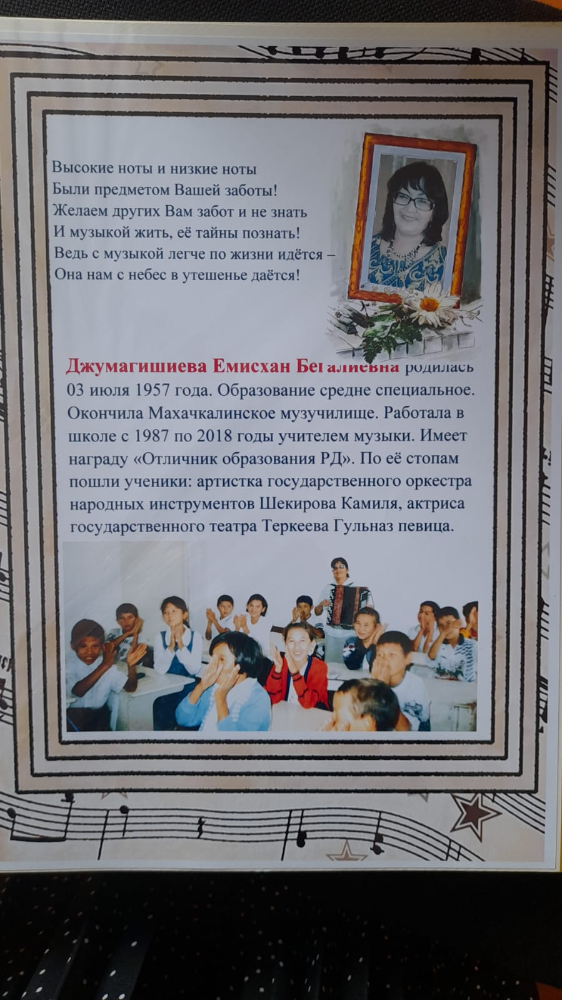 Высокие ноты и низкие ноты
Были предметом Вашей заботы!
Желаем других Вам забот и не знать
И музыкой жить, её тайны познать!
Ведь с музыкой легче по жизни идётся –
Она нам с небес в утешенье даётся!
Джумагишиева Емисхан Бегалиевна родилась
03 июля 1957 года. Образование средне специальное.
Окончила Махачкалинское музучилище. Работала в
школе с 1987 по 2018 годы учителем музыки. Имеет
награду «Отличник образования РД». По её стопам
пошли ученики: артистка государственного оркестра
народных инструментов Шекирова Камиля, актриса
государственного театра Теркеева Гульназ певица.